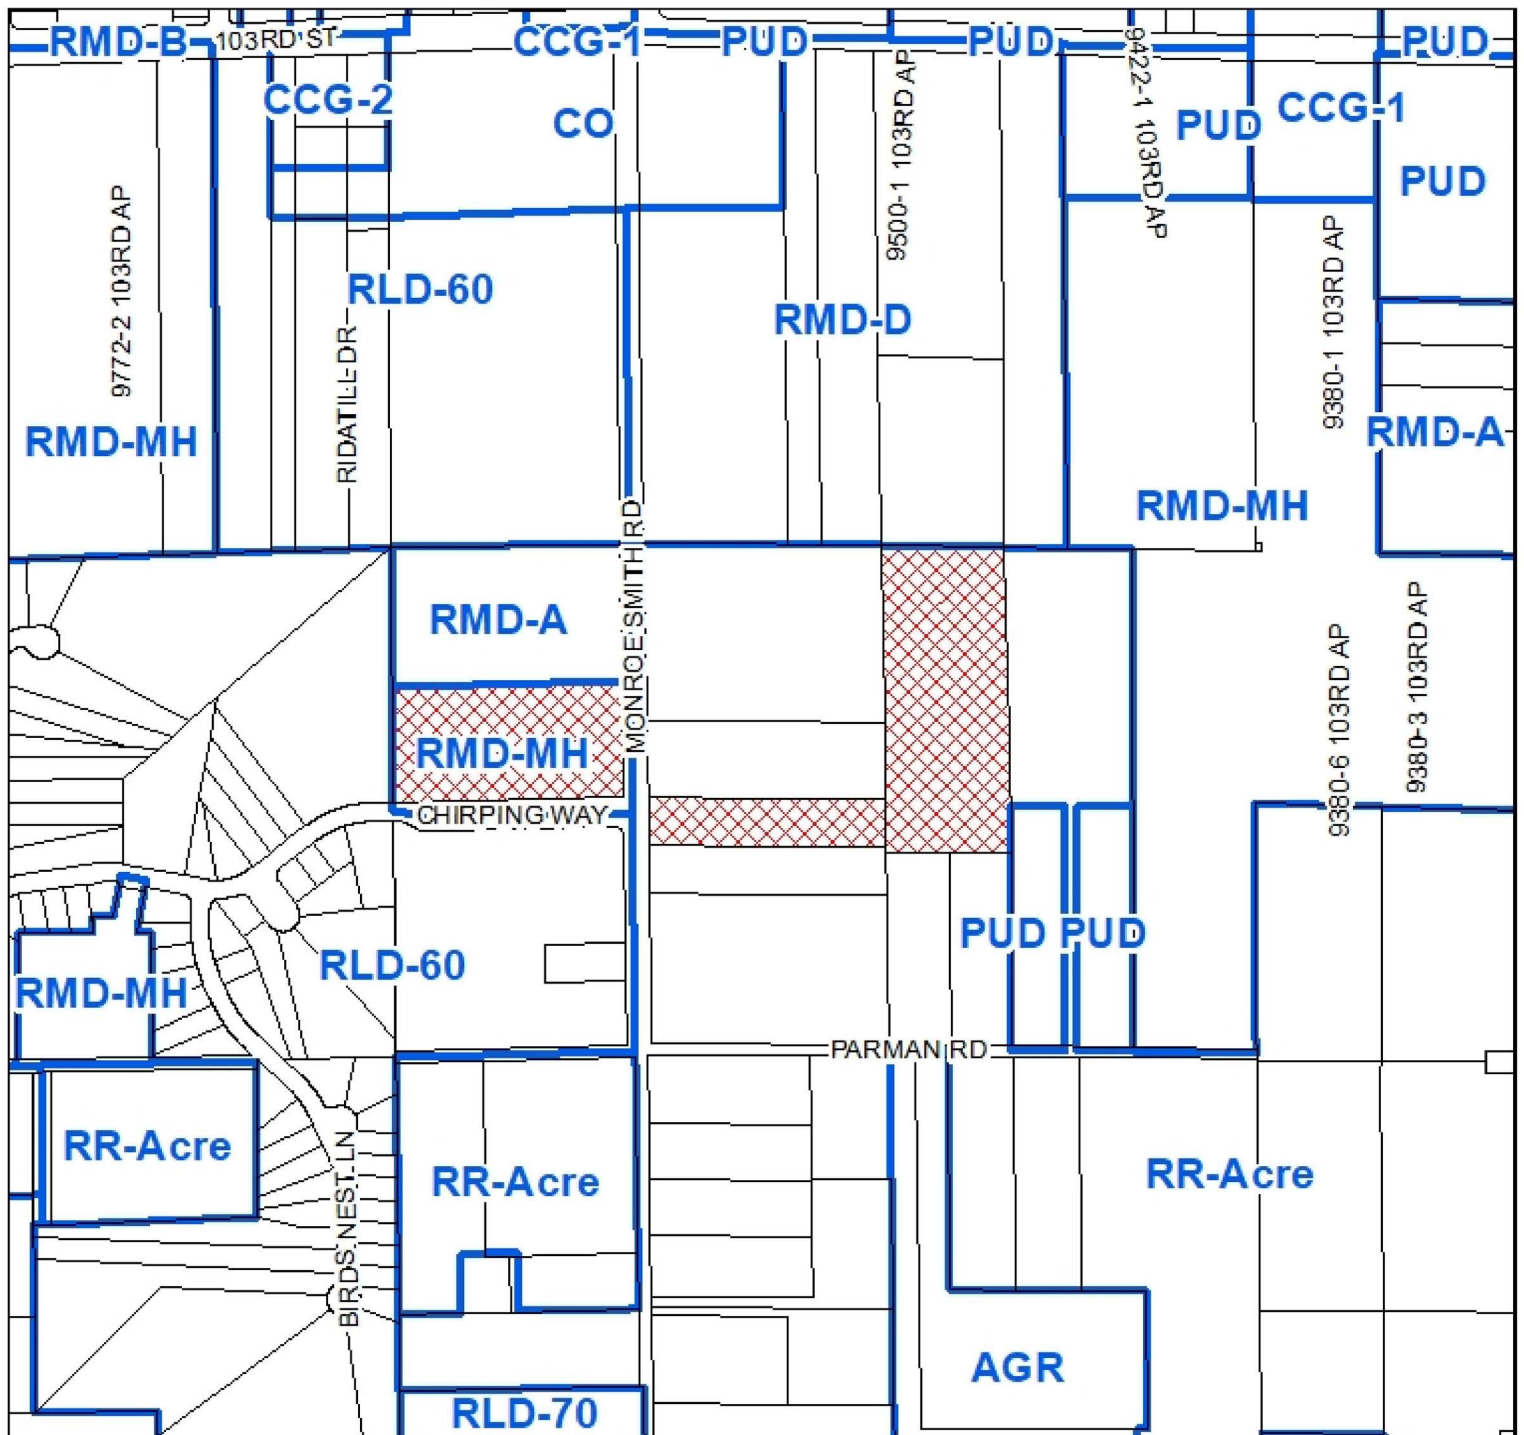 RMD-B
103RD ST
CCG-1
PUD
PUD
PUD
CCG-2
CO
9500-1 103RD AP
9422-1 103RD AP
PUD
CCG-1
PUD
9772-2 103RD AP
RLD-60
RIDATILL DR
RMD-D
9380-1 103RD AP
RMD-MH
RMD-A
RMD-MH
RMD-A
MONROE SMITH RD
9380-6 103RD AP
9380-3 103RD AP
RMD-MH
CHIRPING WAY
PUD
PUD
RLD-60
RMD-MH
PARMAN RD
RR-Acre
BIRDS NEST LN
RR-Acre
RR-Acre
AGR
RLD-70